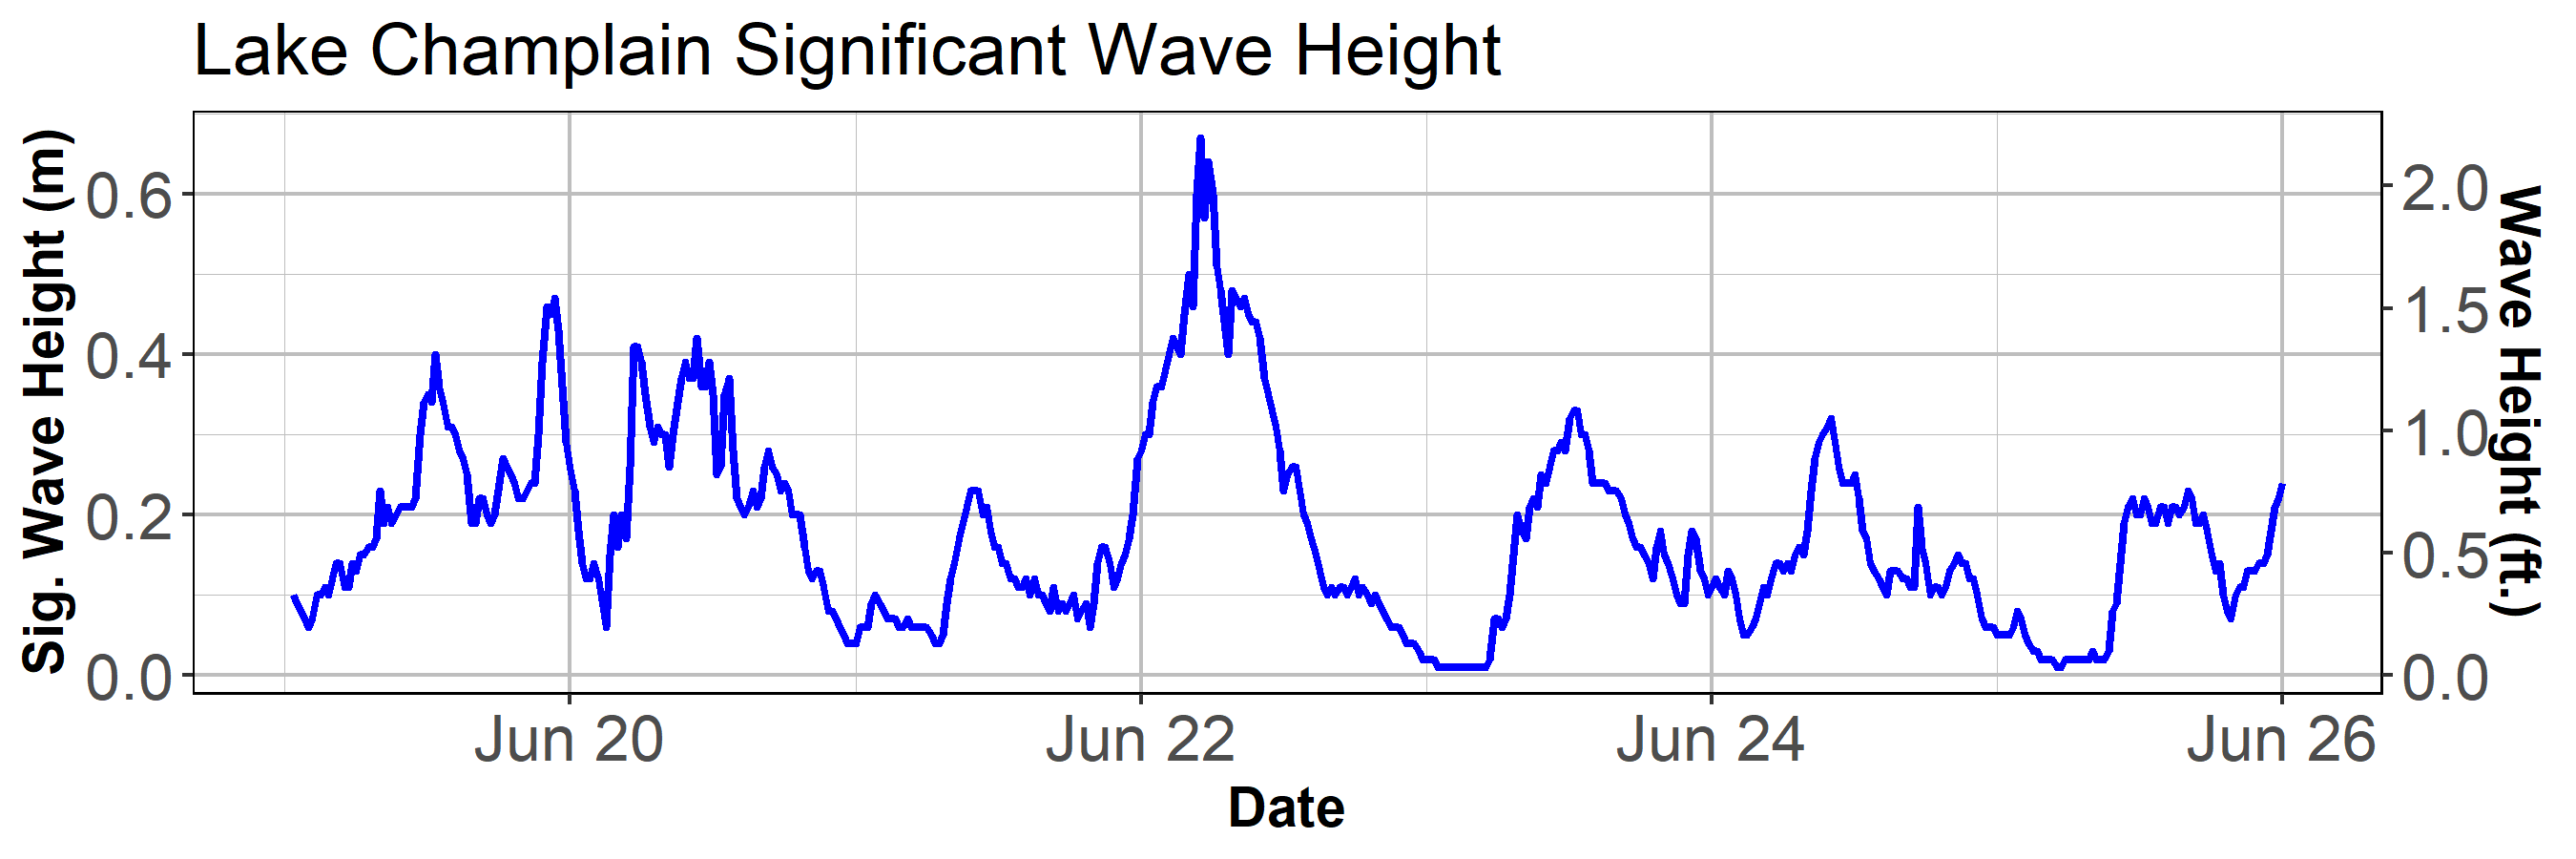 Lake Champlain Significant Wave Height
Sig. Wave Height (m)
0.6
0.4
0.2
0.0
2.0
1.5
1.0
0.5
0.0
Wave Height (ft.)
Jun 20
Jun 22
Jun 24
Jun 26
Date